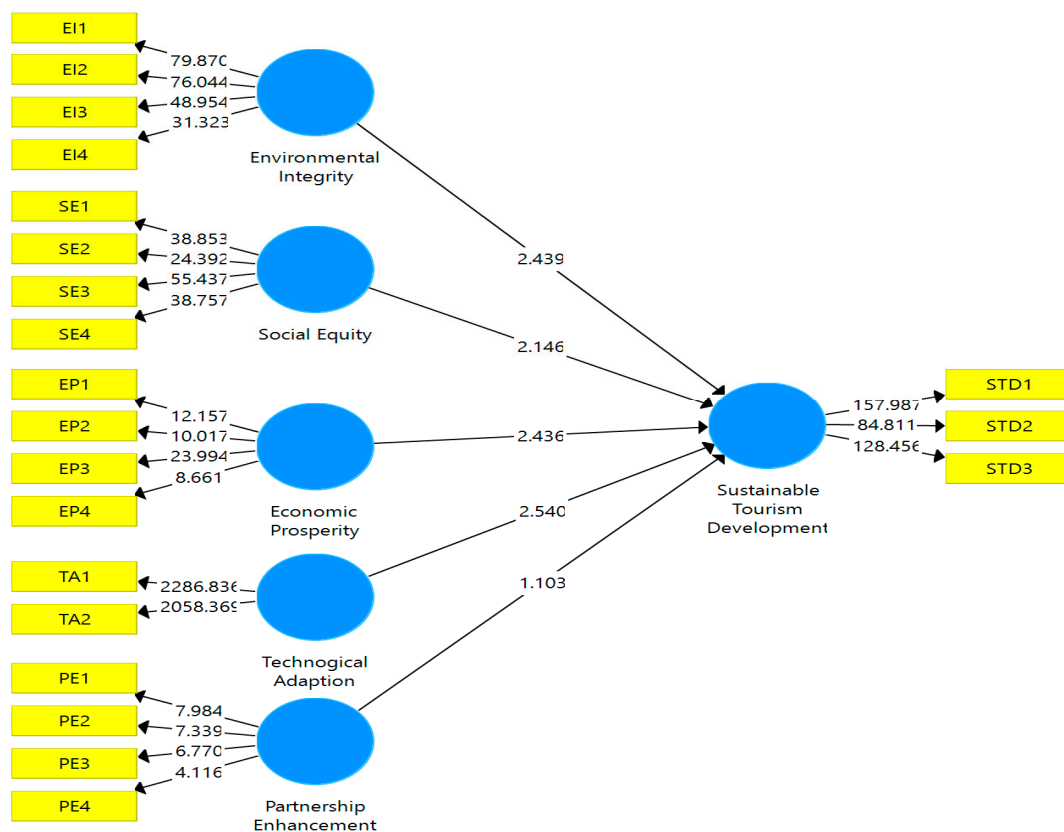 EI1
EI2
EI3
EI4
79.870
76.044
48.954
31.323
Environmental
Integrity
SE1
SE2
SE3
SE4
38.853
24.392
55.437
38.757
Social Equity
EP1
EP2
EP3
EP4
12.157
10.017
23.994
8.661
Economic
Prosperity
TA1
TA2
2286.836
2058.369
Technogical
Adaption
PE1
PE2
PE3
PE4
7.984
7.339
6.770
4.116
Partnership
Enhancement
2.439
2.146
2.436
2.540
1.103
Sustainable
Tourism
Development
157.987
84.811
128.456
STD1
STD2
STD3